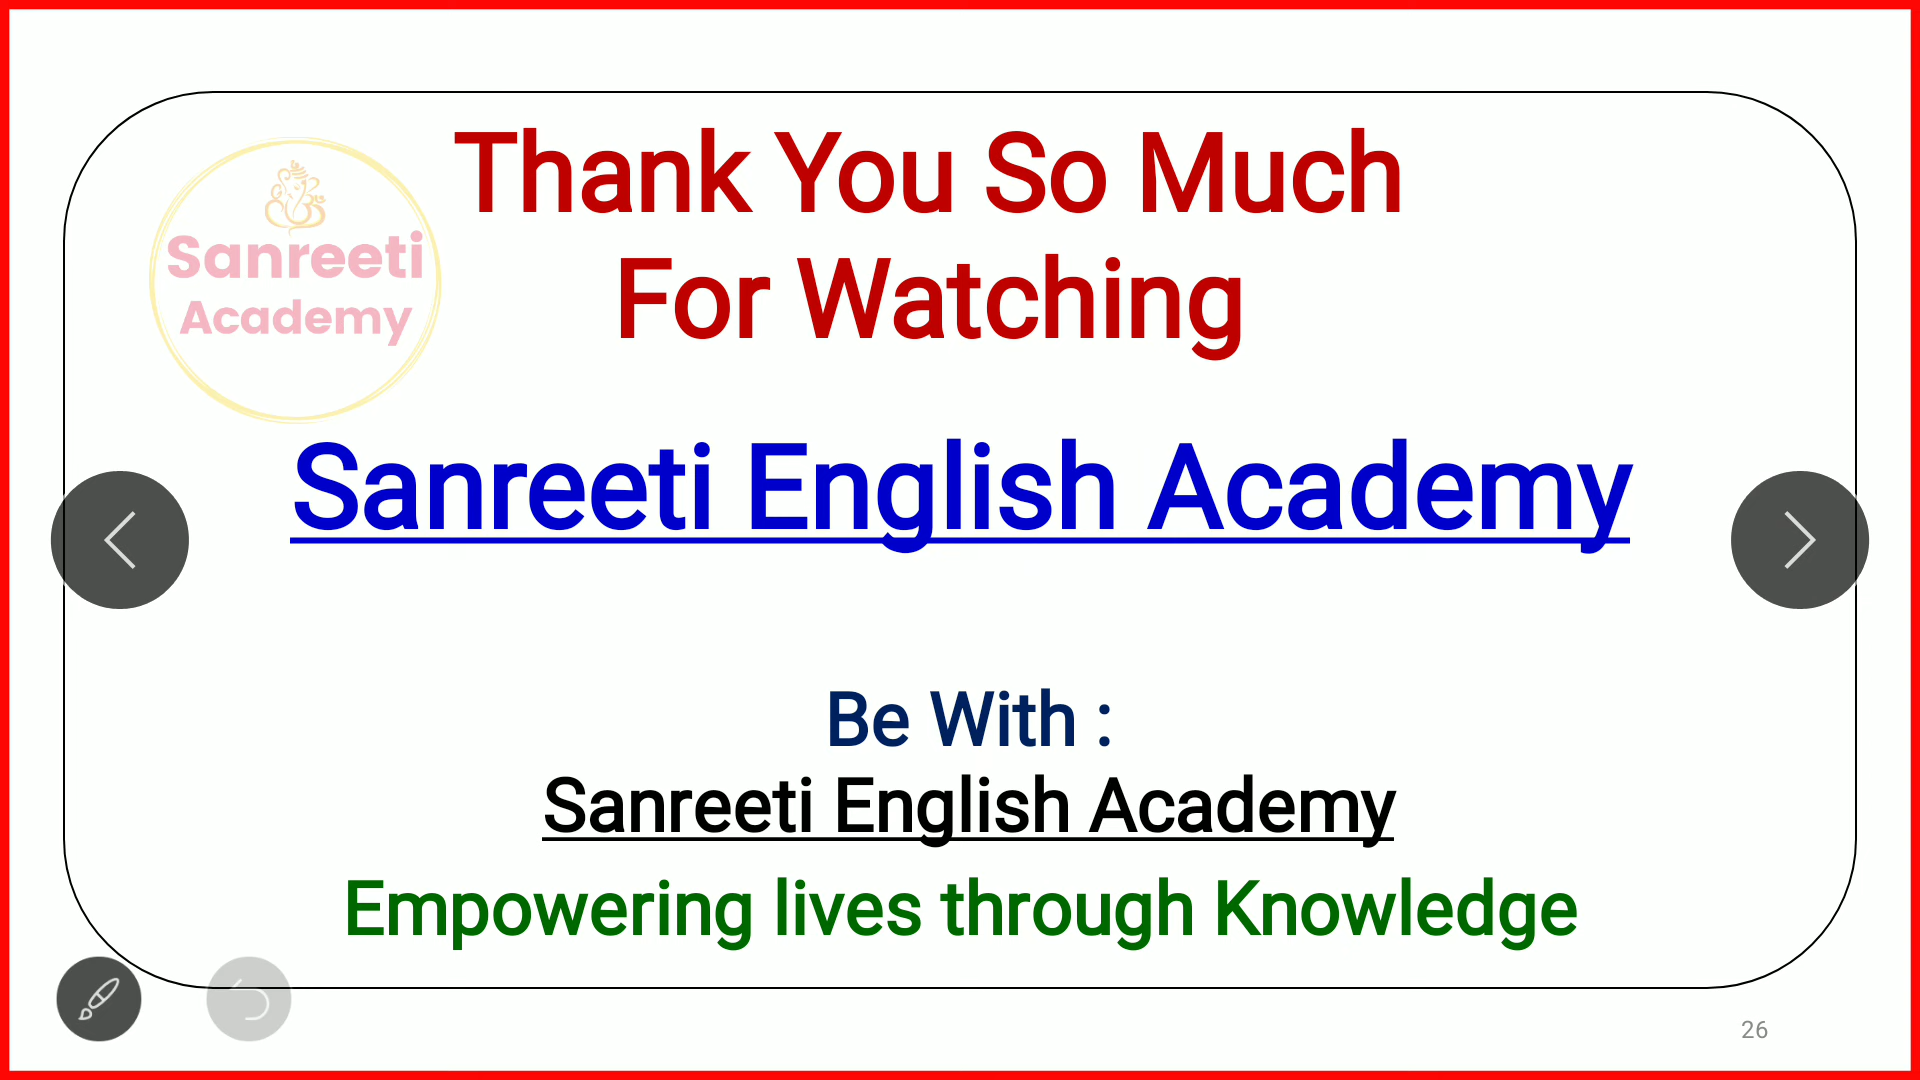 Thank You So Much
For Watching
Sanreeti
Academy
Sanreeti English Academy
Be With :
Sanreeti English Academy
Empowering lives through Knowledge
26